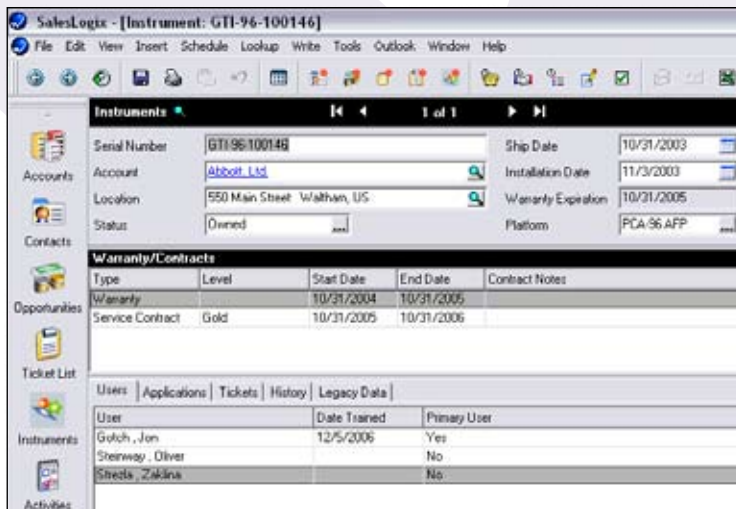 SalesLogix - [Instrument: GTI-96-100146]
File Edit View Insert Schedule Lookup Write Tools Outlook Window Help
Instruments 1 of 1
Serial Number GTI-96-100146 Ship Date 10/31/2003
Account Abbott, Ltd. Installation Date 11/3/2003
Location 550 Main Street Waltham, US Warranty Expiration 10/31/2005
Status Owned ... Platform PCA-96 AFP ...
Warranty/Contracts
Type Level Start Date End Date Contract Notes
Warranty 10/31/2004 10/31/2005
Service Contract Gold 10/31/2005 10/31/2006
Users Applications Tickets History Legacy Data
User Date Trained Primary User
Gotch , Jon 12/5/2006 Yes
Steinway , Oliver No
Strezla , Zaklina No
Accounts
Contacts
Opportunities
Ticket List
Instruments
Activities